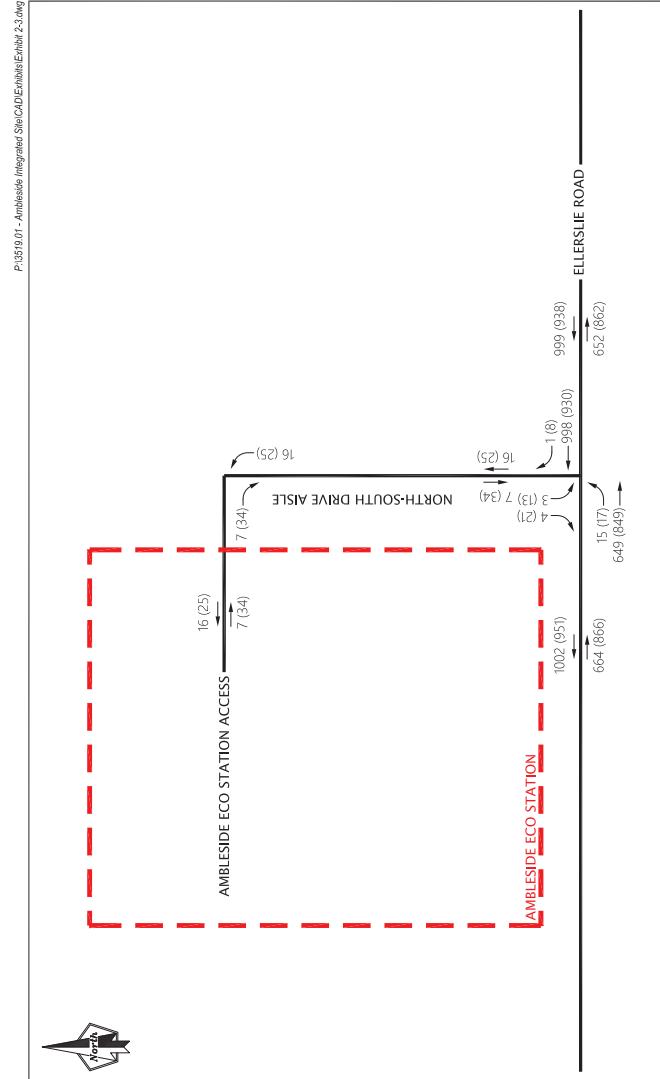 P:\3519.01 - Ambleside Integrated Site\CAD\Exhibits\Exhibit 2-3.dwg
ELLERSLIE ROAD
999 (938)
652 (862)
1 (8)
998 (930)
16 (25)
16 (25)
7 (34)
NORTH-SOUTH DRIVE AISLE
7 (34)
3 (13)
4 (21)
15 (17)
649 (849)
16 (25)
7 (34)
1002 (951)
664 (866)
AMBLESIDE ECO STATION ACCESS
AMBLESIDE ECO STATION
North